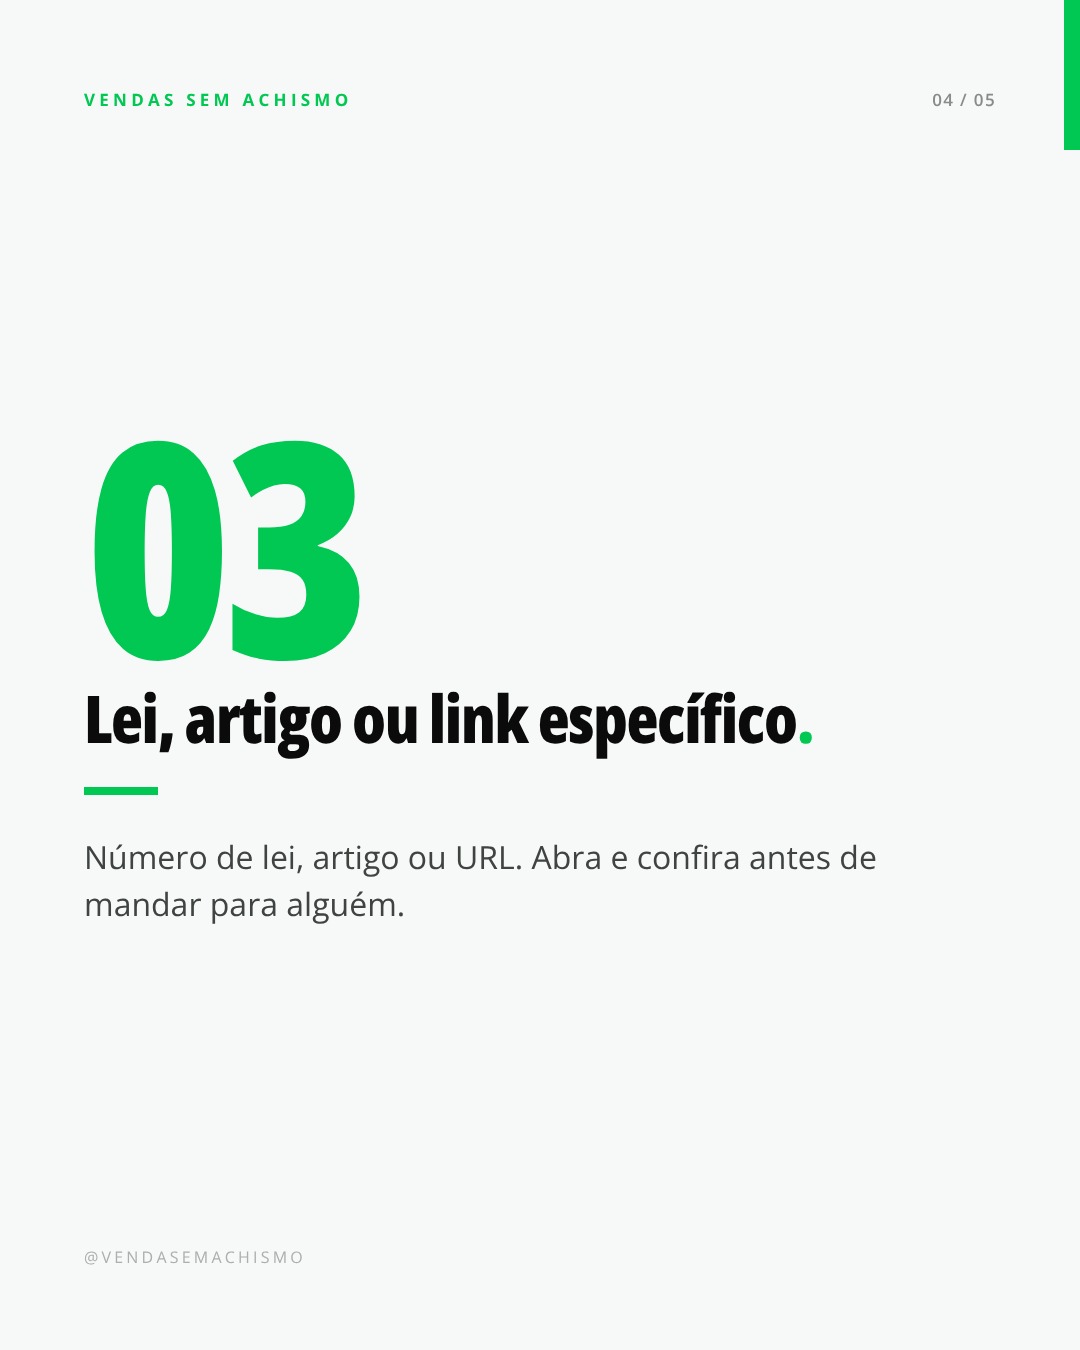 VENDAS SEM ACHISMO
04 / 05
03
Lei, artigo ou link específico.
Número de lei, artigo ou URL. Abra e confira antes de
mandar para alguém.
@VENDASEMACHISMO